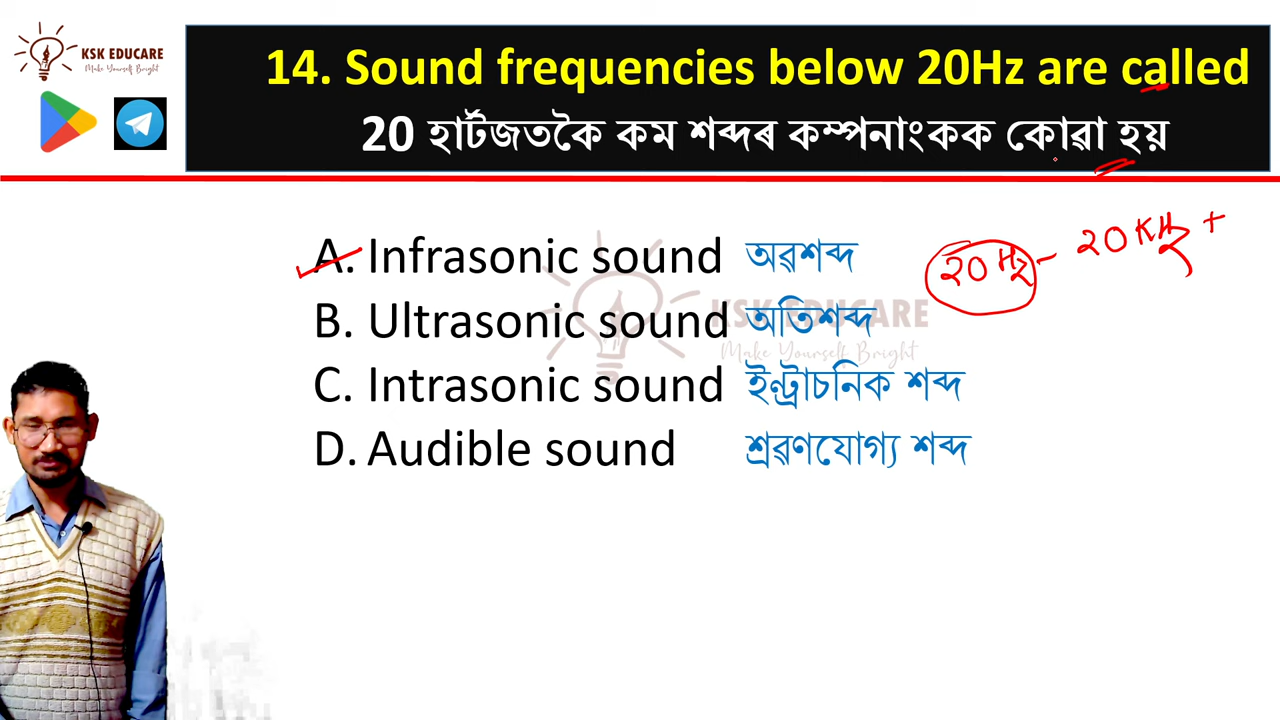 KSK EDUCARE
Make Yourself Bright
14. Sound frequencies below 20Hz are called
20 হাৰ্টজতকৈ কম শব্দৰ কম্পনাংকক কোৱা হয়
A. Infrasonic sound অৱশব্দ
20 Hz - 20 KHz +
B. Ultrasonic sound অতিশব্দ
C. Intrasonic sound ইন্ট্ৰাচনিক শব্দ
D. Audible sound শ্ৰৱণযোগ্য শব্দ
KSK EDUCARE
Make Yourself Bright